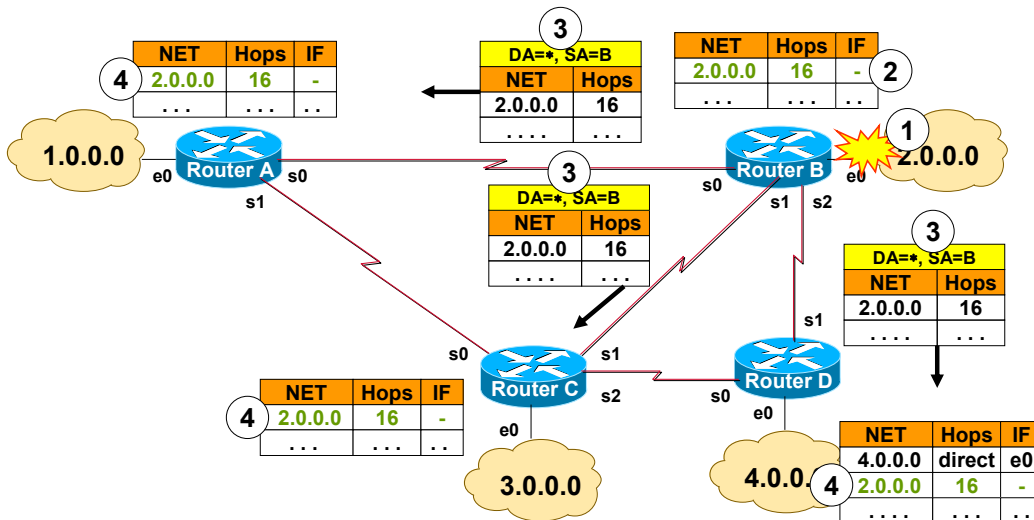 3
NET Hops IF
4
2.0.0.0 16 -
. . . . . . . .
DA=*, SA=B
NET Hops
2.0.0.0 16
. . . . . . .
NET Hops IF
2.0.0.0 16 -
2
. . . . . . . .
1
1.0.0.0
e0
Router A
s0
s1
3
DA=*, SA=B
NET Hops
2.0.0.0 16
. . . . . . .
s0
Router B
e0
s1
s2
2.0.0.0
3
DA=*, SA=B
NET Hops
2.0.0.0 16
. . . . . . .
s0
Router C
s1
s2
e0
s1
Router D
s0
e0
4
NET Hops IF
2.0.0.0 16 -
. . . . . . . .
3.0.0.0
4.0.0.
4
NET Hops IF
4.0.0.0 direct e0
2.0.0.0 16 -
. . . . . . . . .